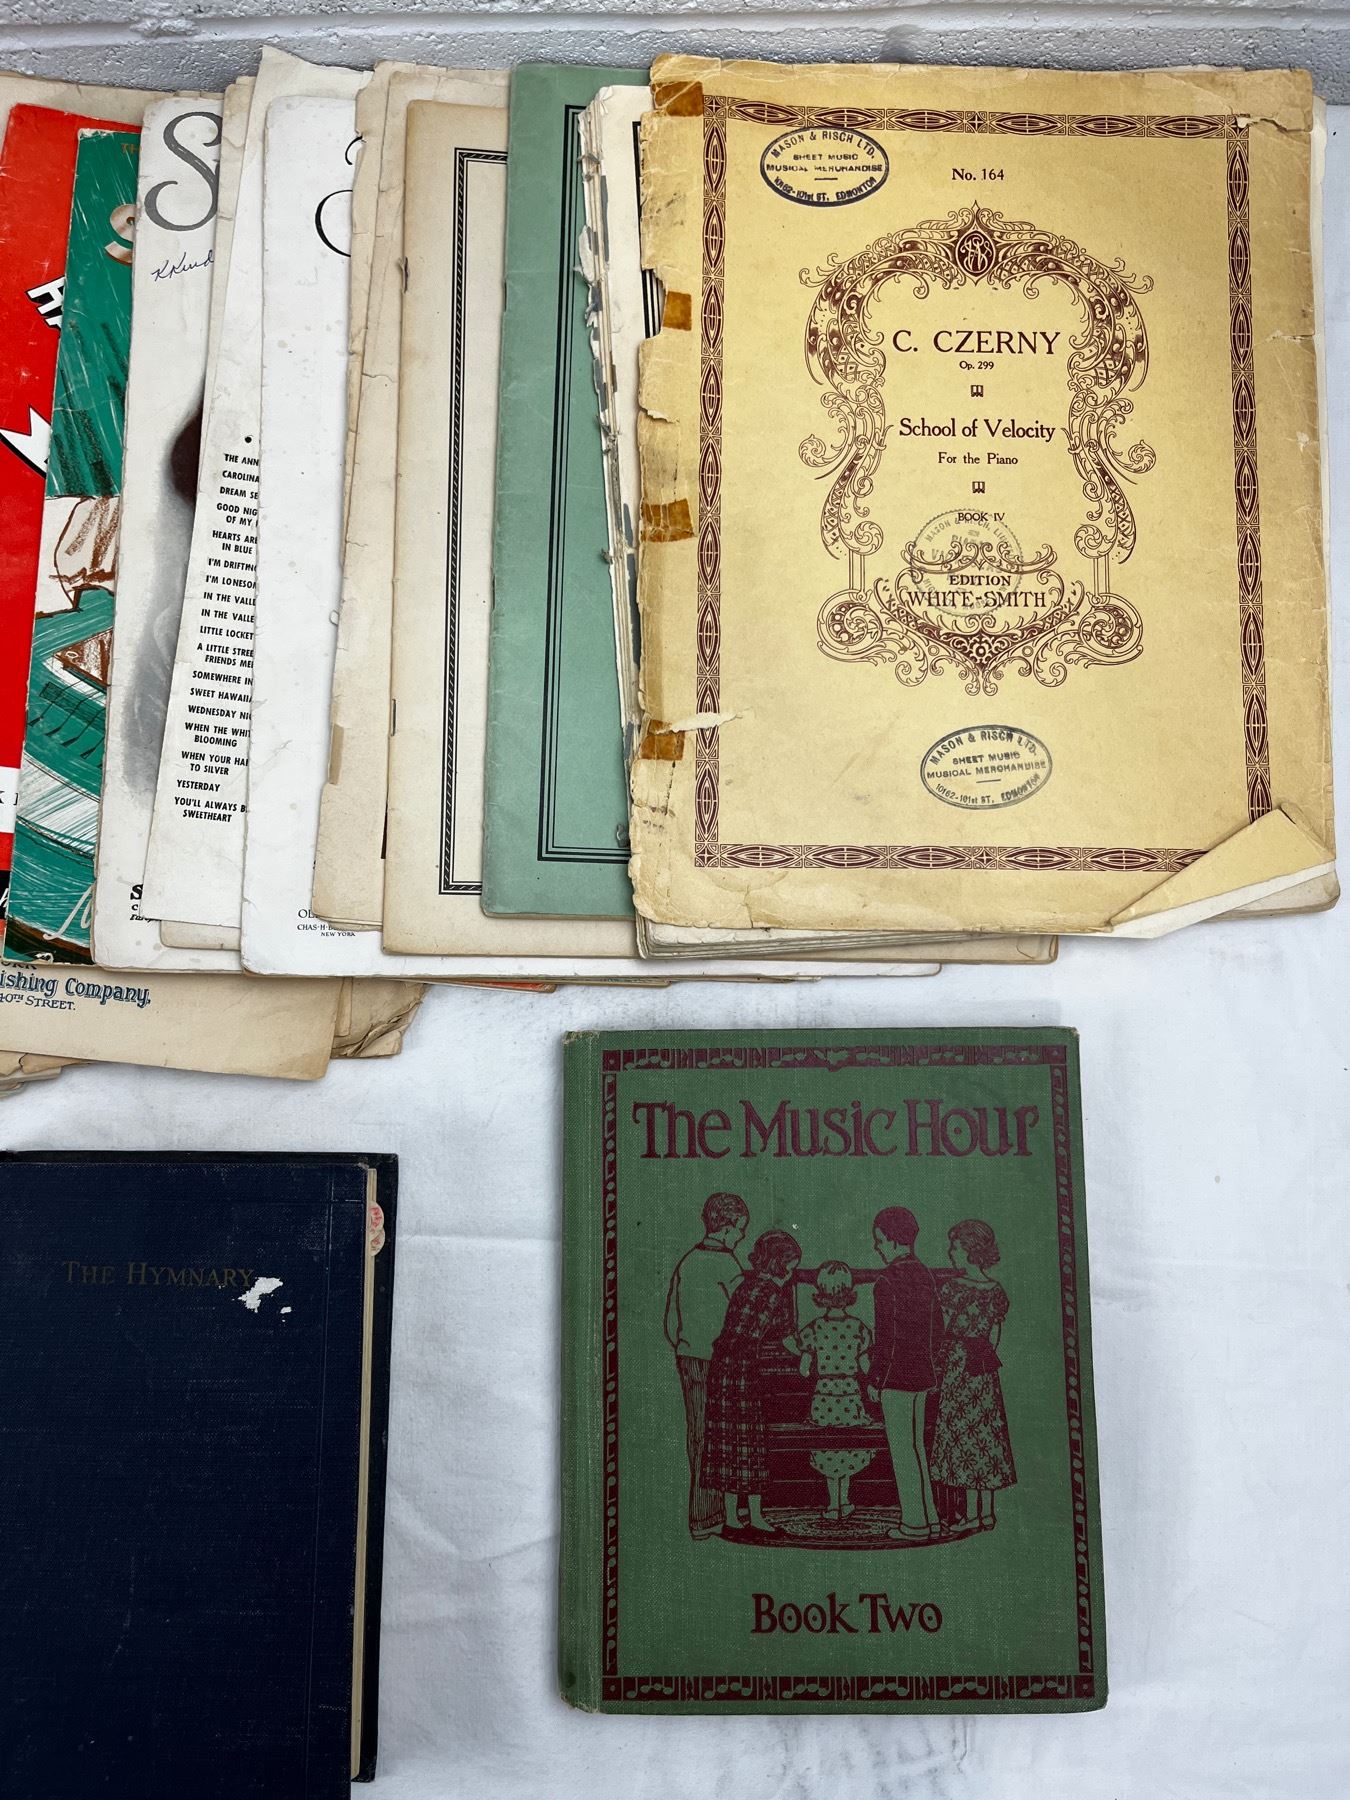 K Kind
• 
THE ANN
CAROLINA
DREAM SE
GOOD NIG
OF MY
HEARTS ARE
IN BLUE
I'M DRIFTING
I'M LONESOM
IN THE VALLE
IN THE VALLE
LITTLE LOCKET
A LITTLE STREE
FRIENDS MEE
SOMEWHERE IN
SWEET HAWAIIA
WEDNESDAY NIG
WHEN THE WHIT
BLOOMING
WHEN YOUR HAI
TO SILVER
YESTERDAY
YOU'LL ALWAYS B
SWEETHEART
CHAS·H·
NEW YORK
ishing Company,
40TH STREET.
MASON & RISCH LTD.
SHEET MUSIC
MUSICAL MERCHANDISE
10162-101st ST. EDMONTON
No. 164
C. CZERNY
Op. 299
School of Velocity
For the Piano
BOOK IV
EDITION
WHITE-SMITH
MASON & RISCH LTD.
SHEET MUSIC
MUSICAL MERCHANDISE
10162-101st ST. EDMONTON
THE HYMNARY
The Music Hour
Book Two